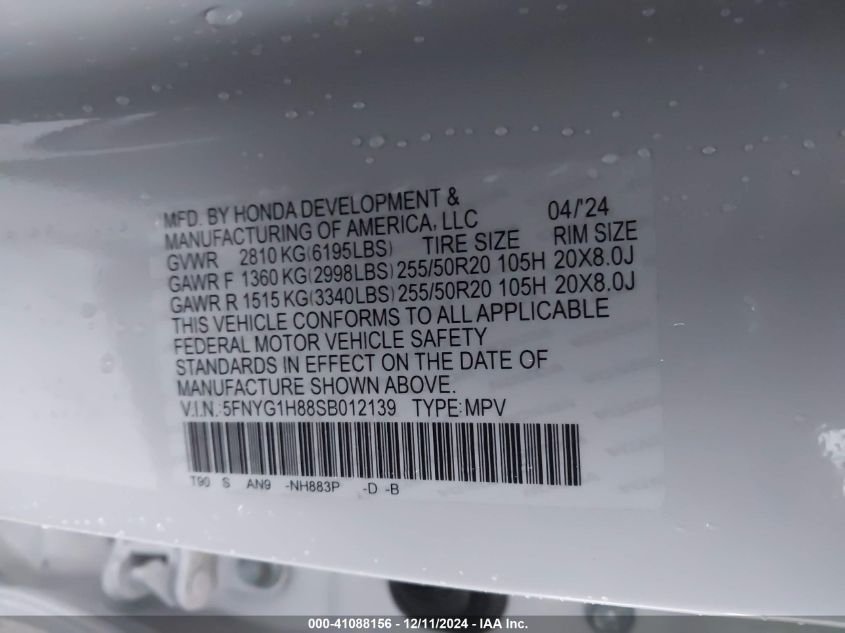 MFD. BY HONDA DEVELOPMENT &
MANUFACTURING OF AMERICA, LLC 04/'24
GVWR 2810 KG(6195LBS) TIRE SIZE RIM SIZE
GAWR F 1360 KG(2998LBS) 255/50R20 105H 20X8.0J
GAWR R 1515 KG(3340LBS) 255/50R20 105H 20X8.0J
THIS VEHICLE CONFORMS TO ALL APPLICABLE
FEDERAL MOTOR VEHICLE SAFETY
STANDARDS IN EFFECT ON THE DATE OF
MANUFACTURE SHOWN ABOVE.
V.I.N.:5FNYG1H88SB012139 TYPE:MPV
T90 S AN9 -NH883P -D -B
000-41088156 - 12/11/2024 - IAA Inc.